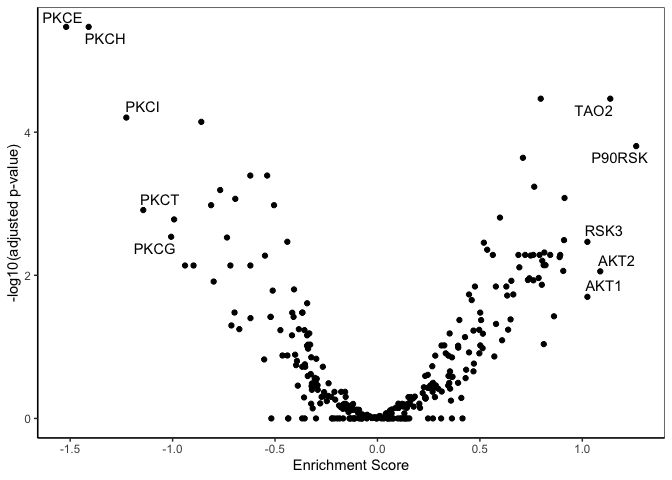 PKCE
PKCH
PKCI
TAO2
P90RSK
PKCT
PKCG
RSK3
AKT2
AKT1
-log10(adjusted p-value)
4
2
0
-1.5 -1.0 -0.5 0.0 0.5 1.0
Enrichment Score